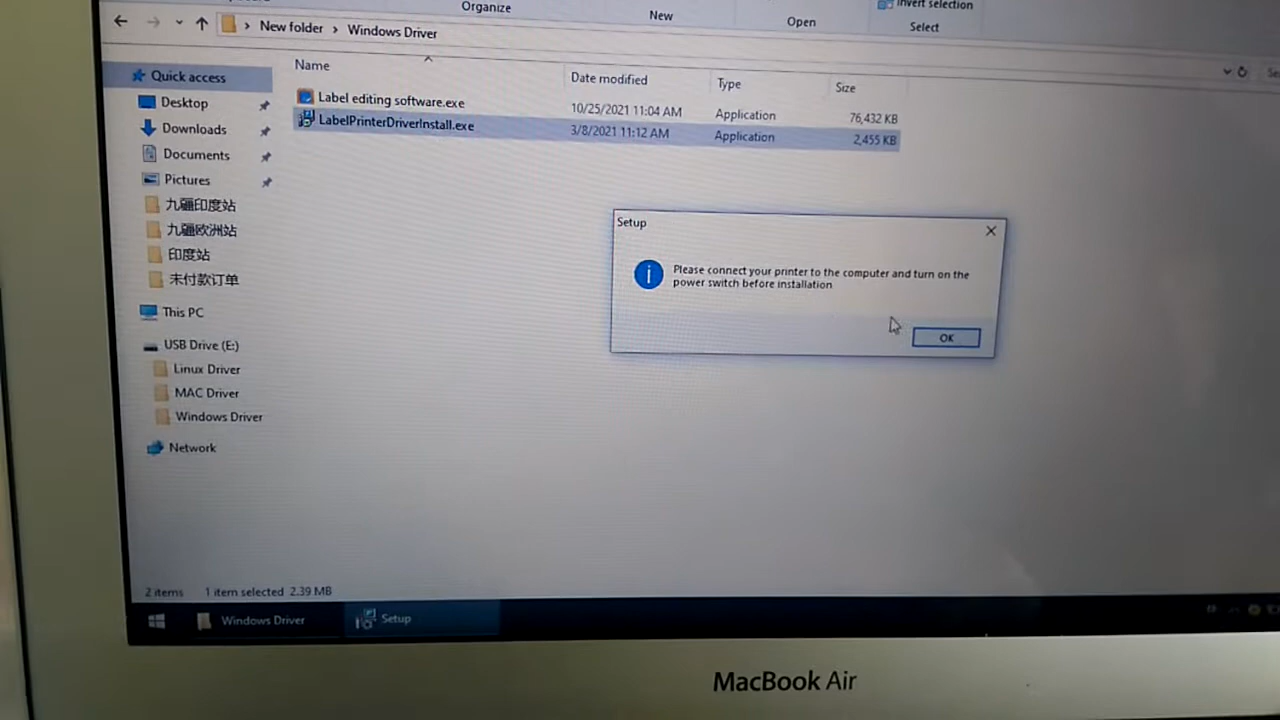 Organize
New
Open
Invert selection
Select
New folder > Windows Driver
Quick access
Desktop
Downloads
Documents
Pictures
九疆印度站
九疆欧洲站
印度站
未付款订单
This PC
USB Drive (E:)
Linux Driver
MAC Driver
Windows Driver
Network
Name
Date modified
Type
Size
Label editing software.exe
10/25/2021 11:04 AM
Application
76,432 KB
LabelPrinterDriverInstall.exe
3/8/2021 11:12 AM
Application
2,455 KB
Setup
Please connect your printer to the computer and turn on the
power switch before installation
OK
2 items
1 item selected 2.39 MB
Windows Driver
Setup
MacBook Air